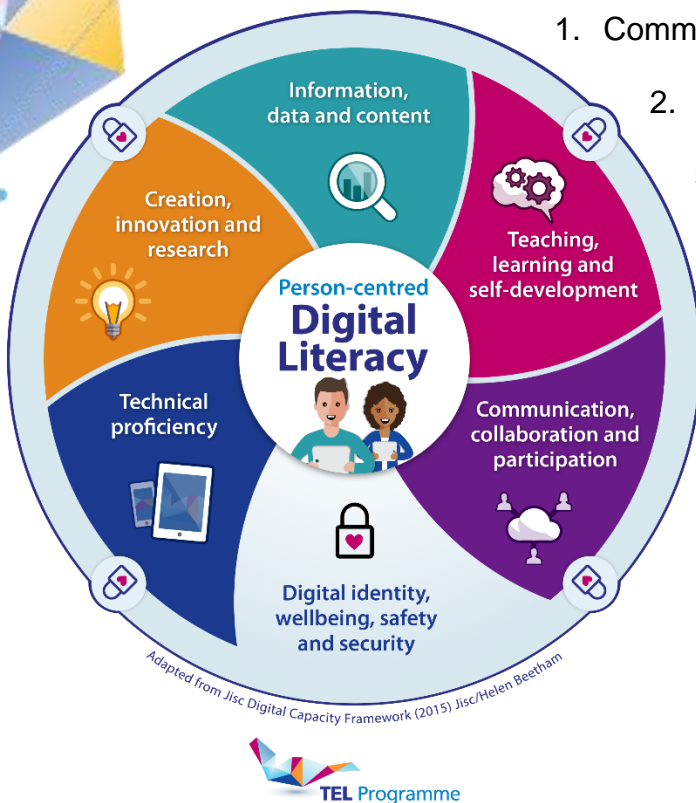 1. Comm
2.
Information,
data and content
Teaching,
learning and
self-development
Communication,
collaboration and
participation
Digital identity,
wellbeing, safety
and security
Technical
proficiency
Creation,
innovation and
research
Person-centred
Digital
Literacy
Adapted from Jisc Digital Capacity Framework (2015) Jisc/Helen Beetham
TEL Programme